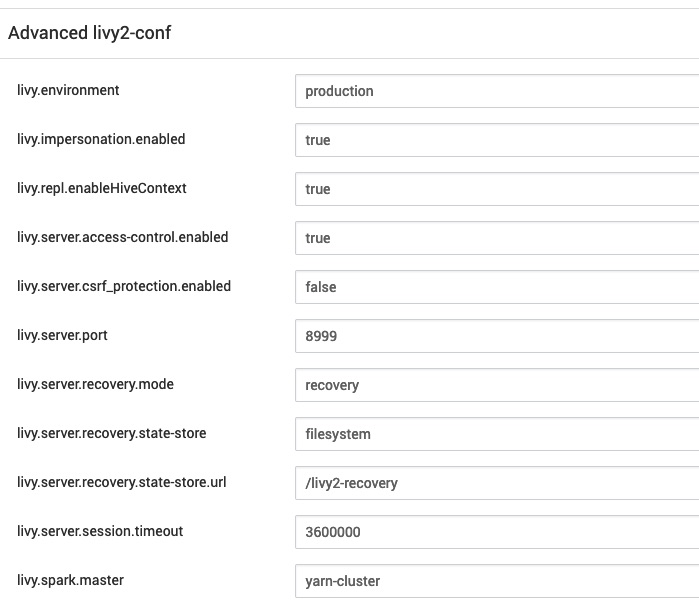 Advanced livy2-conf
livy.environment production
livy.impersonation.enabled true
livy.repl.enableHiveContext true
livy.server.access-control.enabled true
livy.server.csrf_protection.enabled false
livy.server.port 8999
livy.server.recovery.mode recovery
livy.server.recovery.state-store filesystem
livy.server.recovery.state-store.url /livy2-recovery
livy.server.session.timeout 3600000
livy.spark.master yarn-cluster